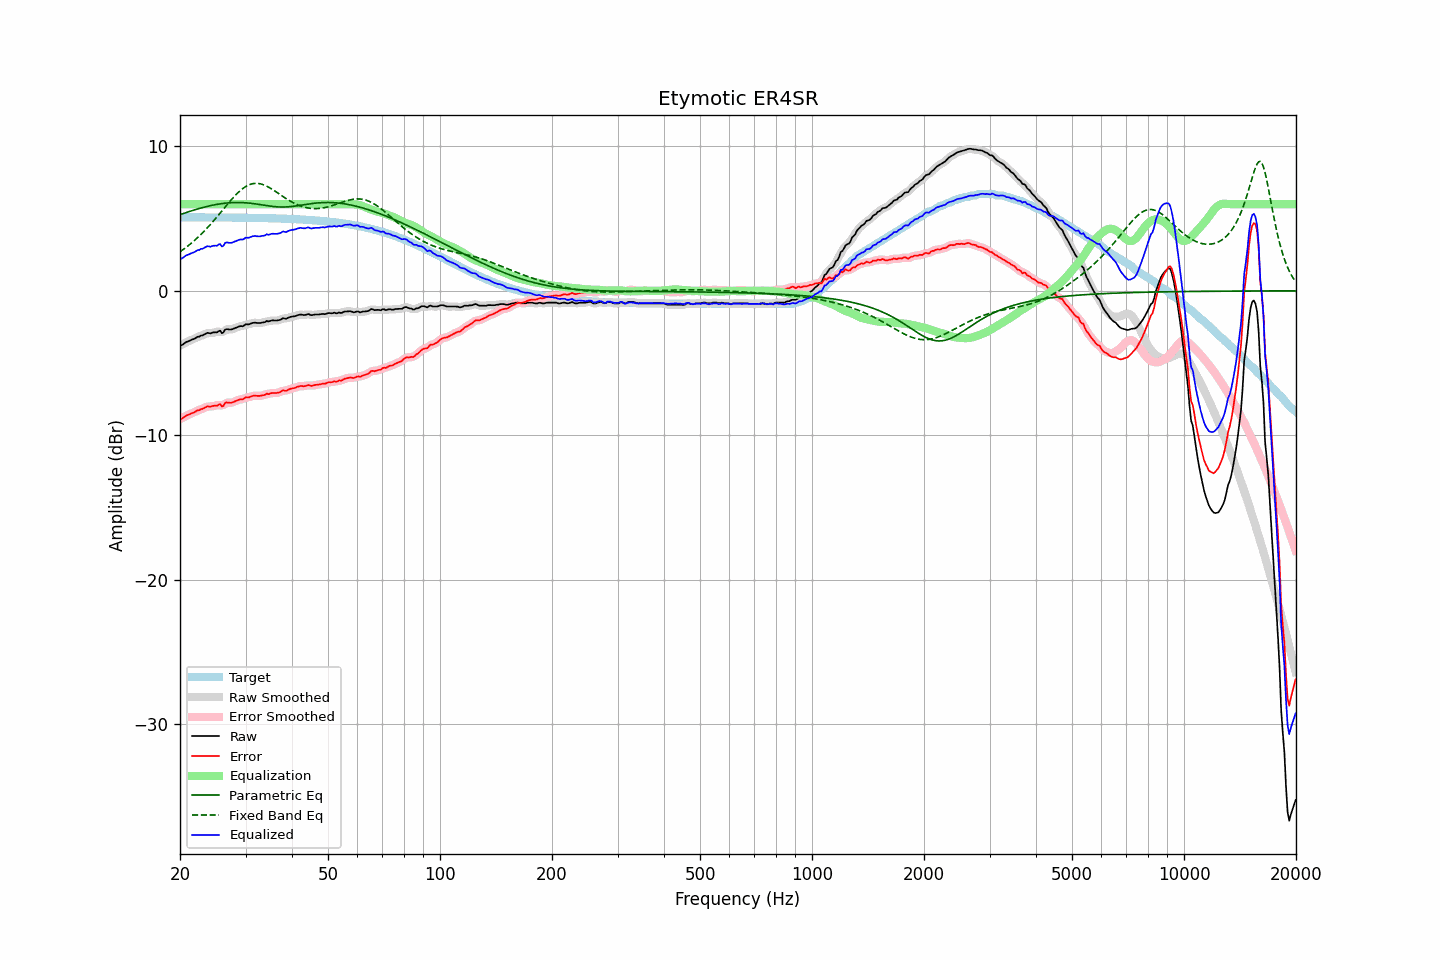 Etymotic ER4SR
Amplitude (dBr)
10
0
−10
−20
−30
Target
Raw Smoothed
Error Smoothed
Raw
Error
Equalization
Parametric Eq
Fixed Band Eq
Equalized
20 50 100 200 500 1000 2000 5000 10000 20000
Frequency (Hz)